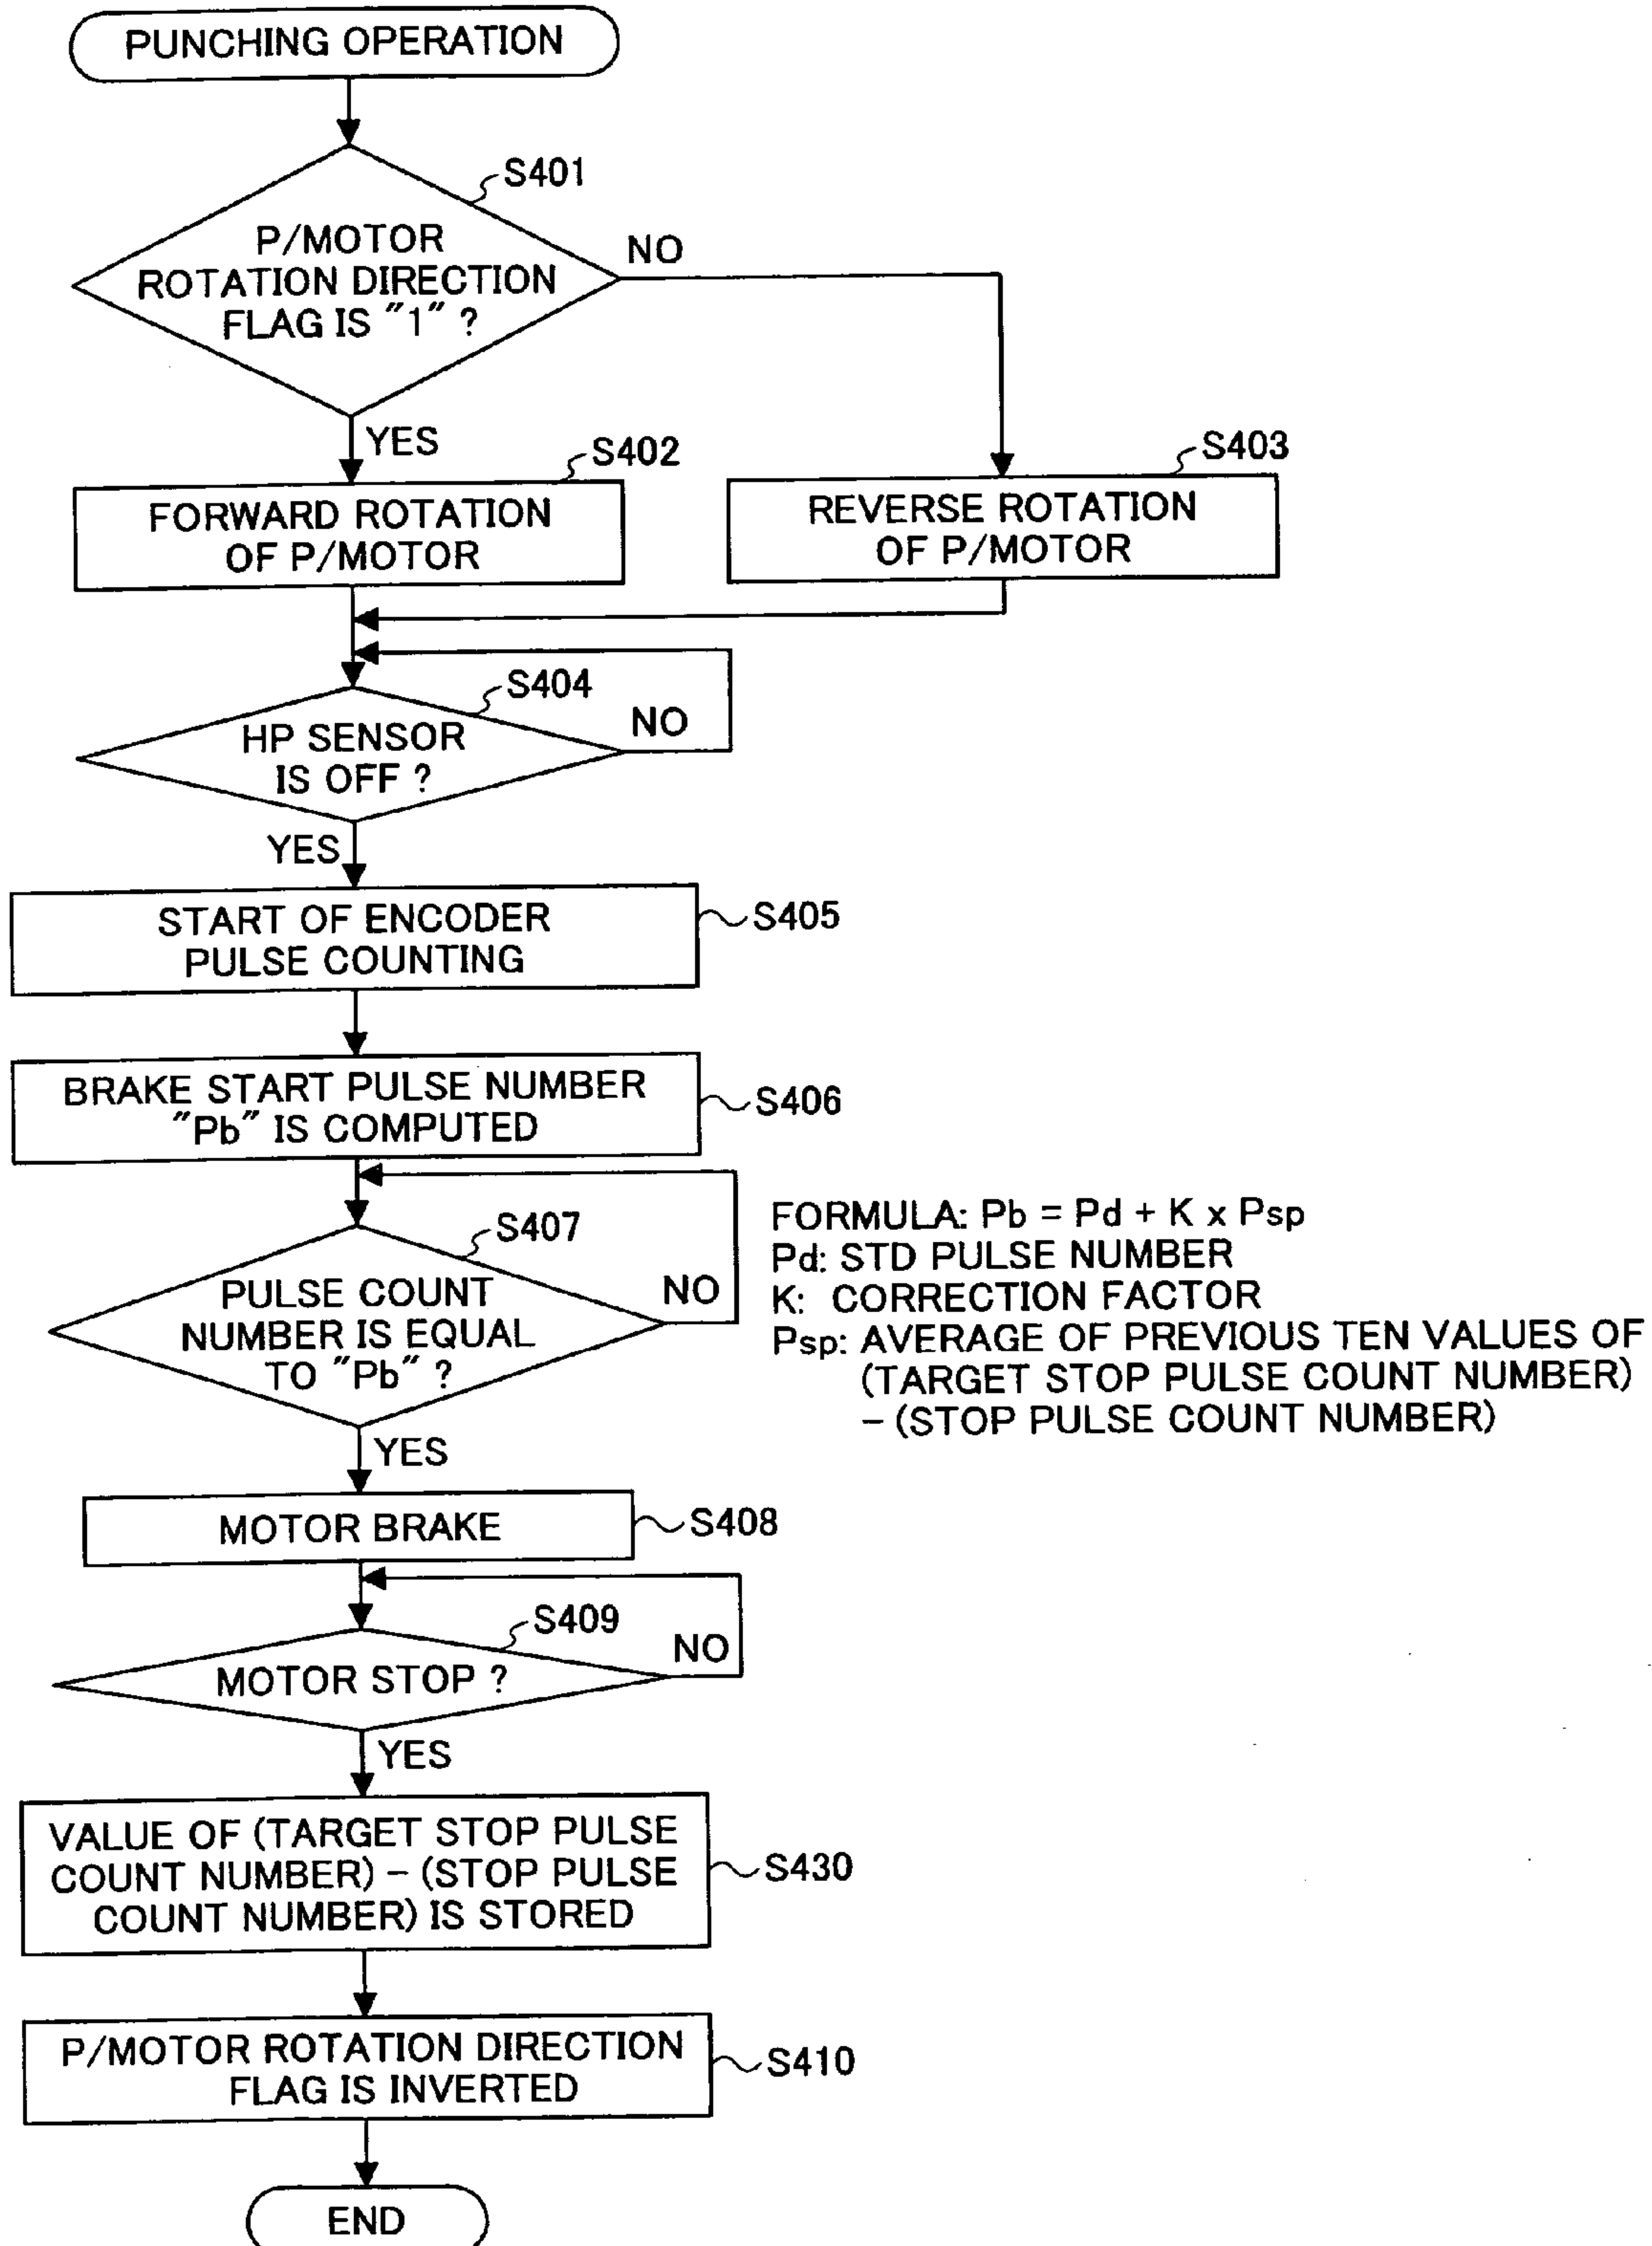 PUNCHING OPERATION
S401
P/MOTOR
ROTATION DIRECTION
FLAG IS "1" ?
NO
YES
S402
FORWARD ROTATION
OF P/MOTOR
S403
REVERSE ROTATION
OF P/MOTOR
S404
HP SENSOR
IS OFF ?
NO
YES
START OF ENCODER
PULSE COUNTING
S405
BRAKE START PULSE NUMBER
"Pb" IS COMPUTED
S406
S407
PULSE COUNT
NUMBER IS EQUAL
TO "Pb" ?
NO
YES
FORMULA: Pb = Pd + K x Psp
Pd: STD PULSE NUMBER
K: CORRECTION FACTOR
Psp: AVERAGE OF PREVIOUS TEN VALUES OF
(TARGET STOP PULSE COUNT NUMBER)
- (STOP PULSE COUNT NUMBER)
MOTOR BRAKE
S408
S409
MOTOR STOP ?
NO
YES
VALUE OF (TARGET STOP PULSE
COUNT NUMBER) - (STOP PULSE
COUNT NUMBER) IS STORED
S430
P/MOTOR ROTATION DIRECTION
FLAG IS INVERTED
S410
END